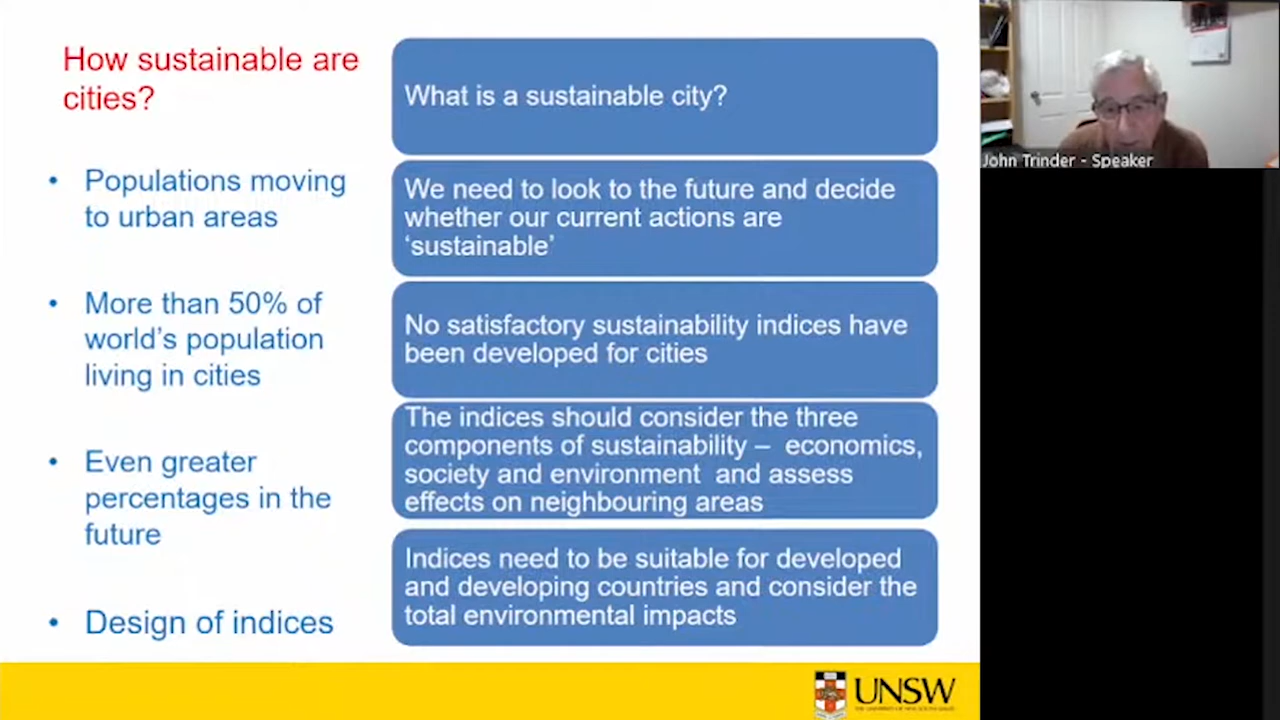 How sustainable are
cities?
• Populations moving
to urban areas
• More than 50% of
world's population
living in cities
• Even greater
percentages in the
future
• Design of indices
What is a sustainable city?
We need to look to the future and decide
whether our current actions are
‘sustainable’
No satisfactory sustainability indices have
been developed for cities
The indices should consider the three
components of sustainability – economics,
society and environment and assess
effects on neighbouring areas
Indices need to be suitable for developed
and developing countries and consider the
total environmental impacts
UNSW
John Trinder - Speaker